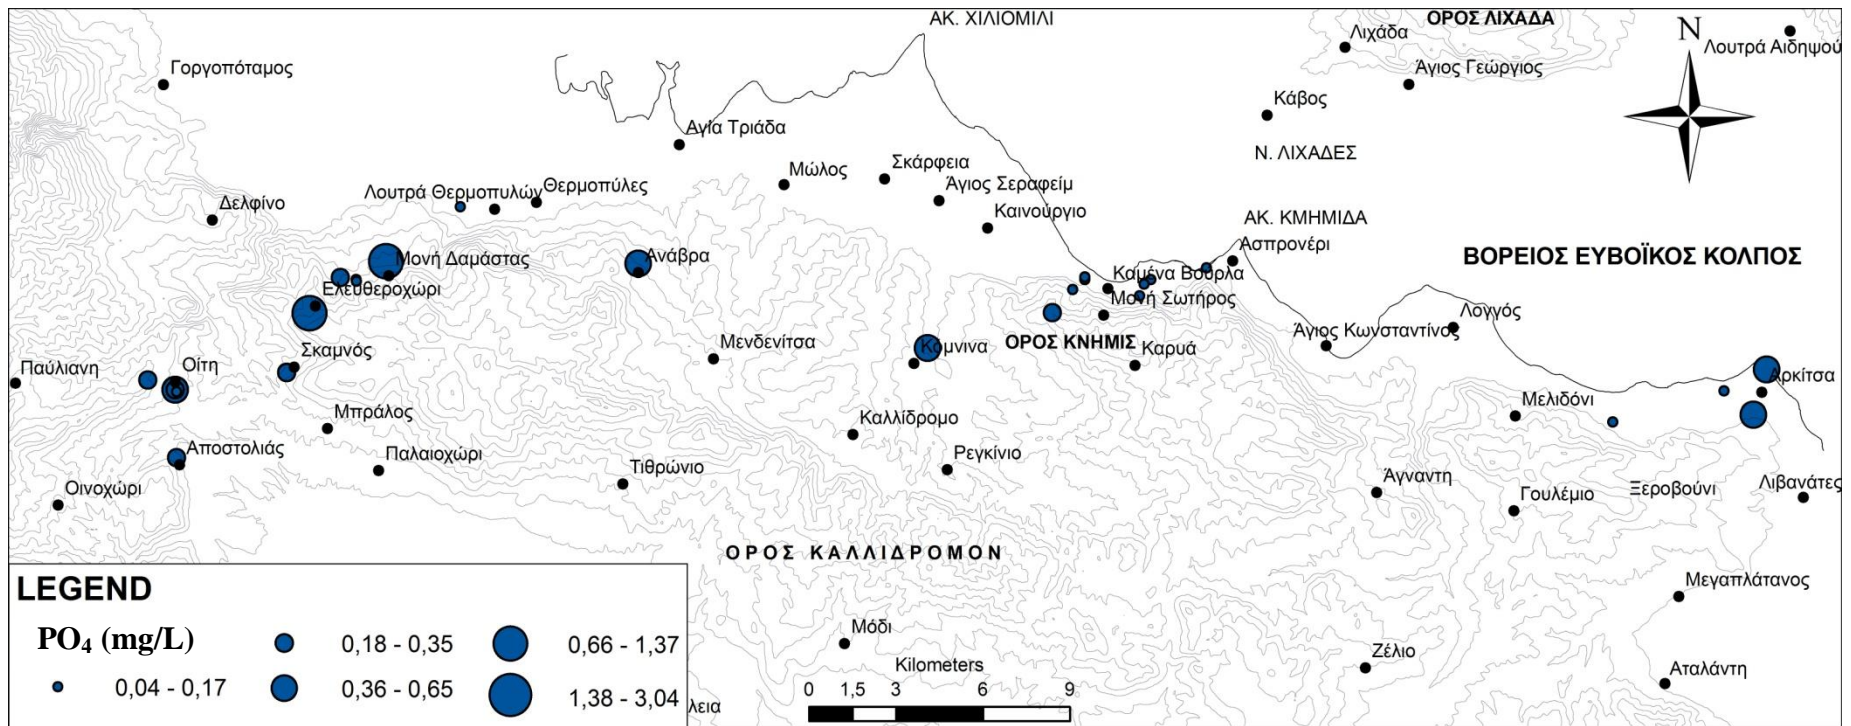 ΑΚ. ΧΙΛΙΟΜΙΛΙ
ΟΡΟΣ ΛΙΧΑΔΑ
Λιχάδα
N
Λουτρά Αιδηψού
Γοργοπόταμος
Άγιος Γεώργιος
Κάβος
Αγία Τριάδα
Ν. ΛΙΧΑΔΕΣ
Μώλος
Σκάρφεια
Άγιος Σεραφείμ
Λουτρά Θερμοπυλών
Θερμοπύλες
Δελφίνο
Καινούργιο
ΑΚ. ΚΜΗΜΙΔΑ
Ασπρονέρι
ΒΟΡΕΙΟΣ ΕΥΒΟΪΚΟΣ ΚΟΛΠΟΣ
Μονή Δαμάστας
Ανάβρα
Καμένα Βούρλα
Μονή Σωτήρος
Ελευθεροχώρι
Λογγός
Άγιος Κωνσταντίνος
ΟΡΟΣ ΚΝΗΜΙΣ
Κόμνινα
Καρυά
Μενδενίτσα
Σκαμνός
Οίτη
Παύλιανη
Αρκίτσα
Μελιδόνι
Μπράλος
Καλλίδρομο
Αποστολιάς
Παλαιοχώρι
Τιθρώνιο
Ρεγκίνιο
Άγναντη
Γουλέμιο
Ξεροβούνι
Λιβανάτες
Οινοχώρι
ΟΡΟΣ ΚΑΛΛΙΔΡΟΜΟΝ
Μεγαπλάτανος
Μόδι
Ζέλιο
Αταλάντη
LEGEND
PO₄ (mg/L)
0,04 - 0,17
0,18 - 0,35
0,36 - 0,65
0,66 - 1,37
1,38 - 3,04
λεια
Kilometers
0 1,5 3 6 9